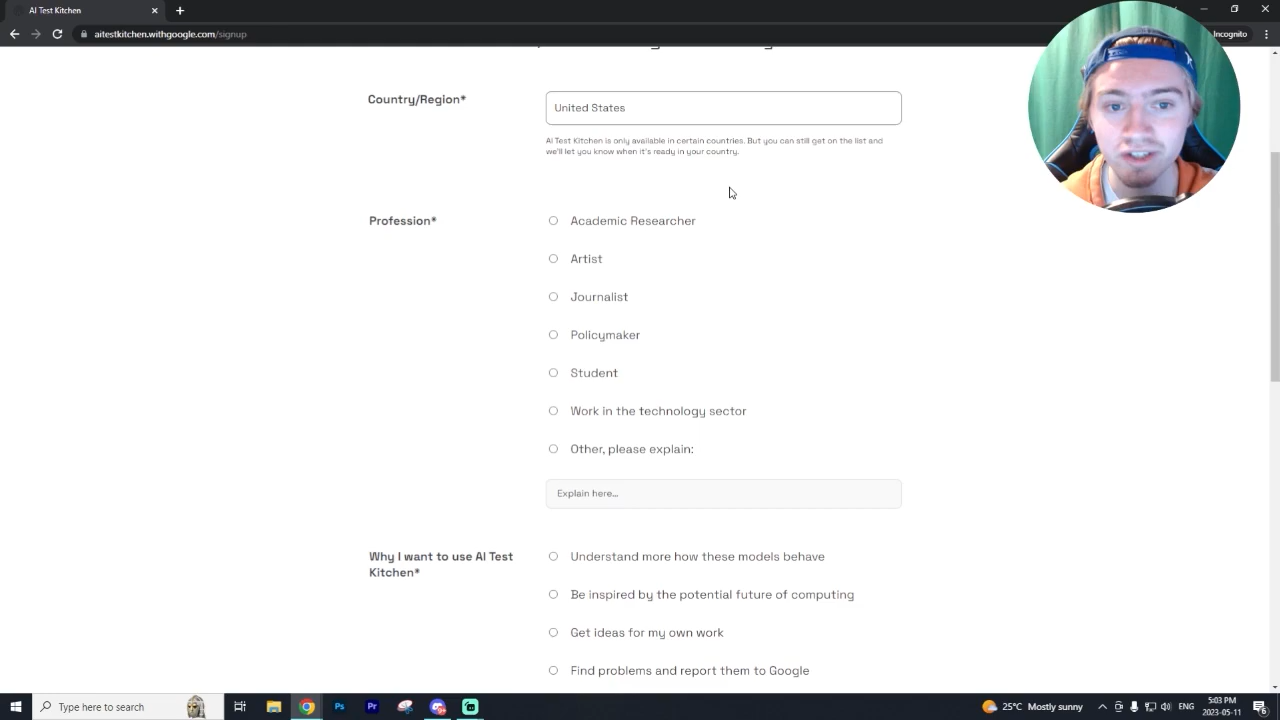 AI Test Kitchen
aitestkitchen.withgoogle.com/signup
Incognito
Country/Region*
United States
AI Test Kitchen is only available in certain countries. But you can still get on the list and
we'll let you know when it's ready in your country.
Profession*
Academic Researcher
Artist
Journalist
Policymaker
Student
Work in the technology sector
Other, please explain:
Explain here...
Why I want to use AI Test
Kitchen*
Understand more how these models behave
Be inspired by the potential future of computing
Get ideas for my own work
Find problems and report them to Google
Type here to search
Ps
Pr
25°C Mostly sunny
ENG
5:03 PM
2023-05-11
6